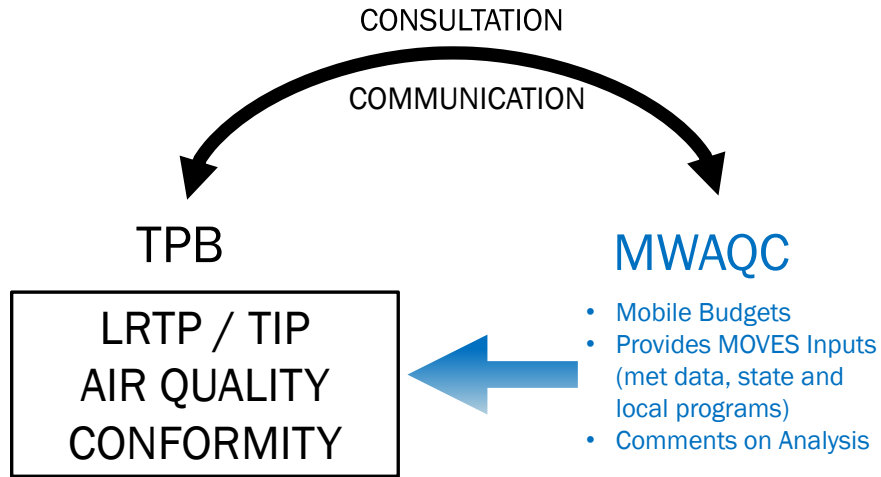 CONSULTATION
COMMUNICATION
TPB
LRTP / TIP
AIR QUALITY
CONFORMITY
MWAQC
• Mobile Budgets
• Provides MOVES Inputs
(met data, state and
local programs)
• Comments on Analysis